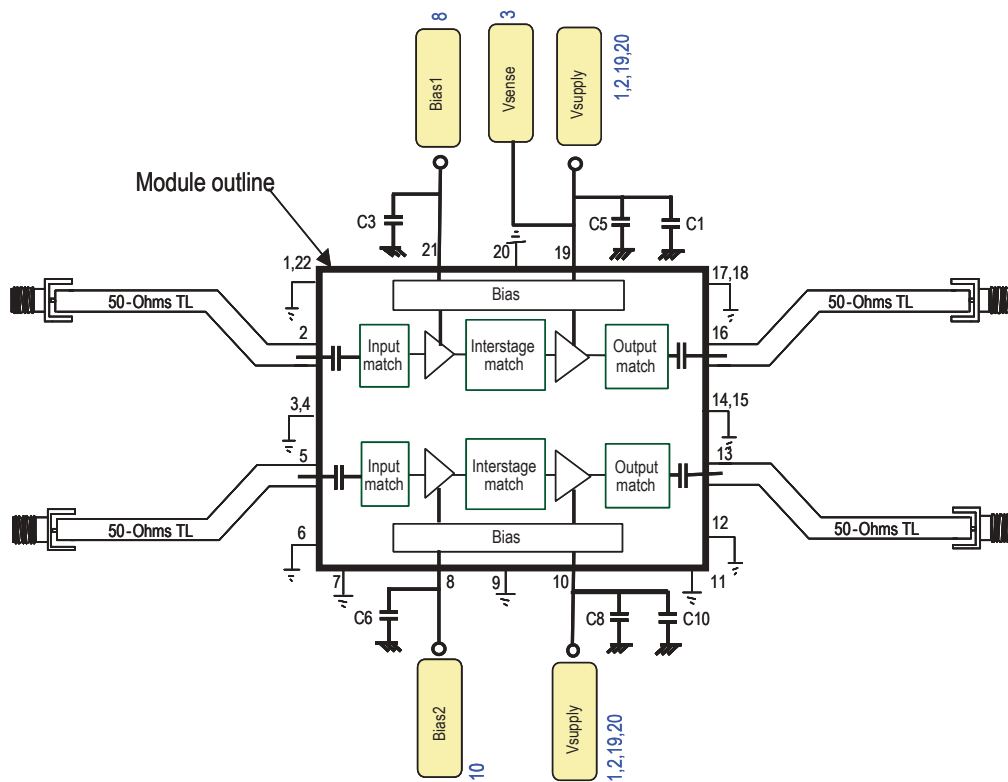 8
3
1,2,19,20
Bias1
Vsense
Vsupply
Module outline
C3
C5
C1
21
20
19
1,22
17,18
Bias
50-Ohms TL
50-Ohms TL
2
16
Input
match
Interstage
match
Output
match
3,4
14,15
5
13
Input
match
Interstage
match
Output
match
50-Ohms TL
50-Ohms TL
6
12
Bias
7
8
9
10
11
C6
C8
C10
Bias2
Vsupply
10
1,2,19,20